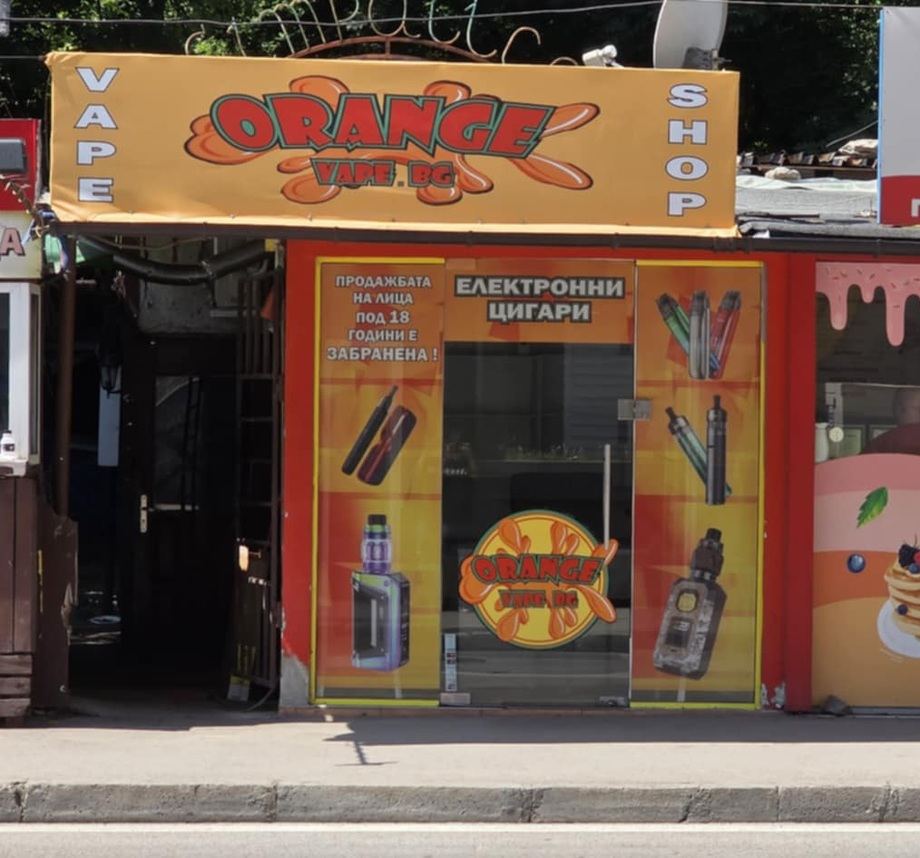 VAPE
ORANGE
VAPE.BG
SHOP
ПРОДАЖБАТА
НА ЛИЦА
под 18
ГОДИНИ Е
ЗАБРАНЕНА !
ЕЛЕКТРОННИ
ЦИГАРИ
ORANGE
VAPE.BG
А